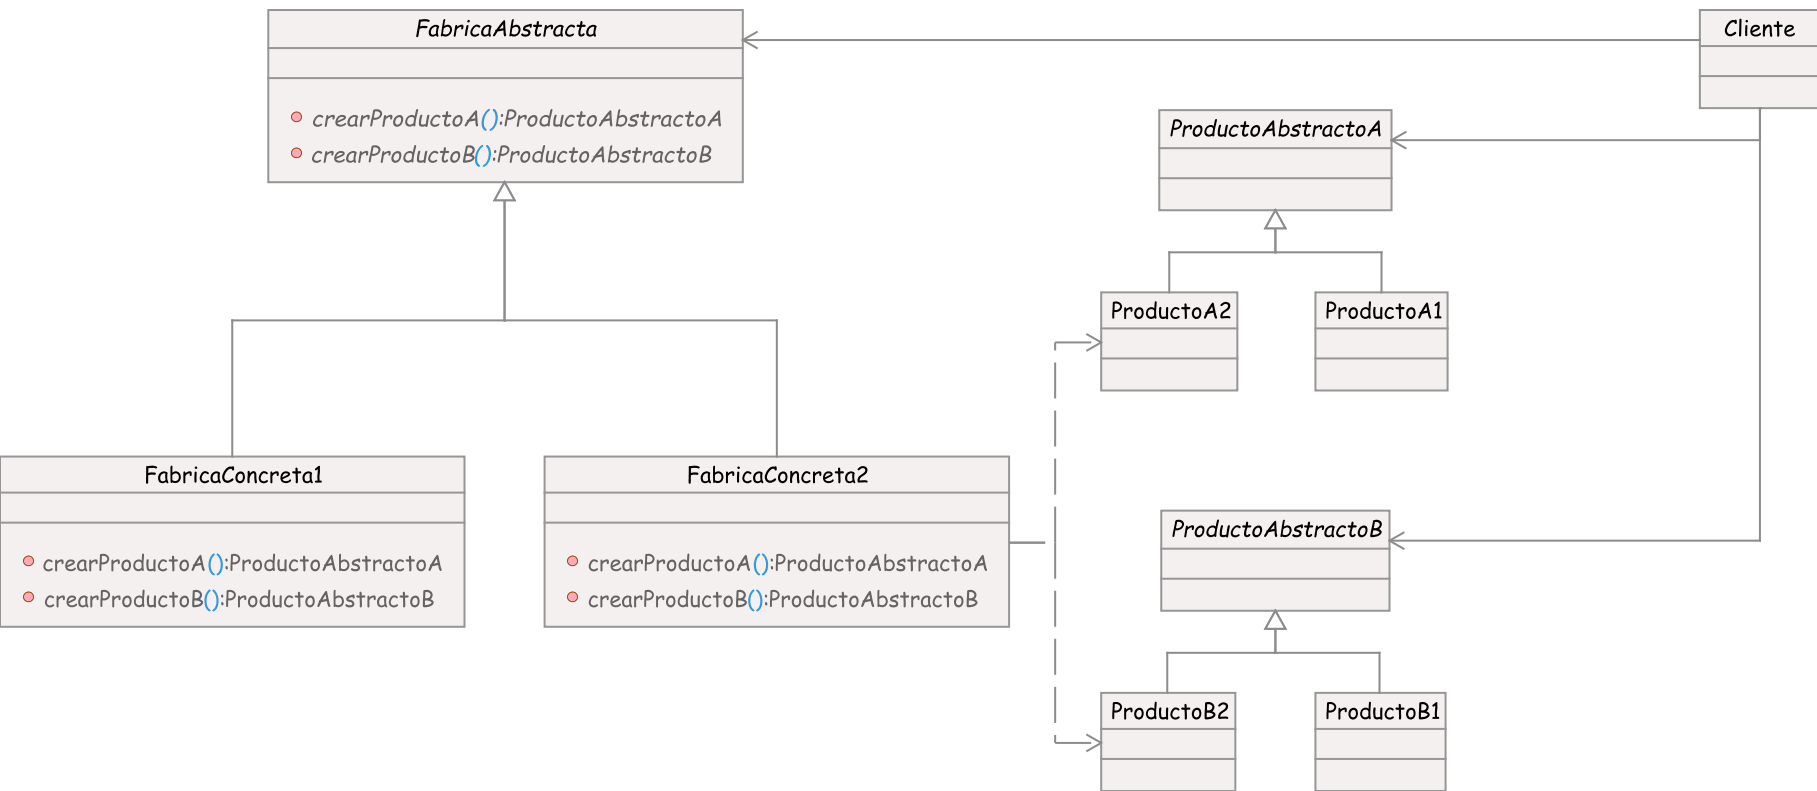 FabricaAbstracta
crearProductoA():ProductoAbstractoA
crearProductoB():ProductoAbstractoB
Cliente
ProductoAbstractoA
ProductoA2
ProductoA1
FabricaConcreta1
crearProductoA():ProductoAbstractoA
crearProductoB():ProductoAbstractoB
FabricaConcreta2
crearProductoA():ProductoAbstractoA
crearProductoB():ProductoAbstractoB
ProductoAbstractoB
ProductoB2
ProductoB1